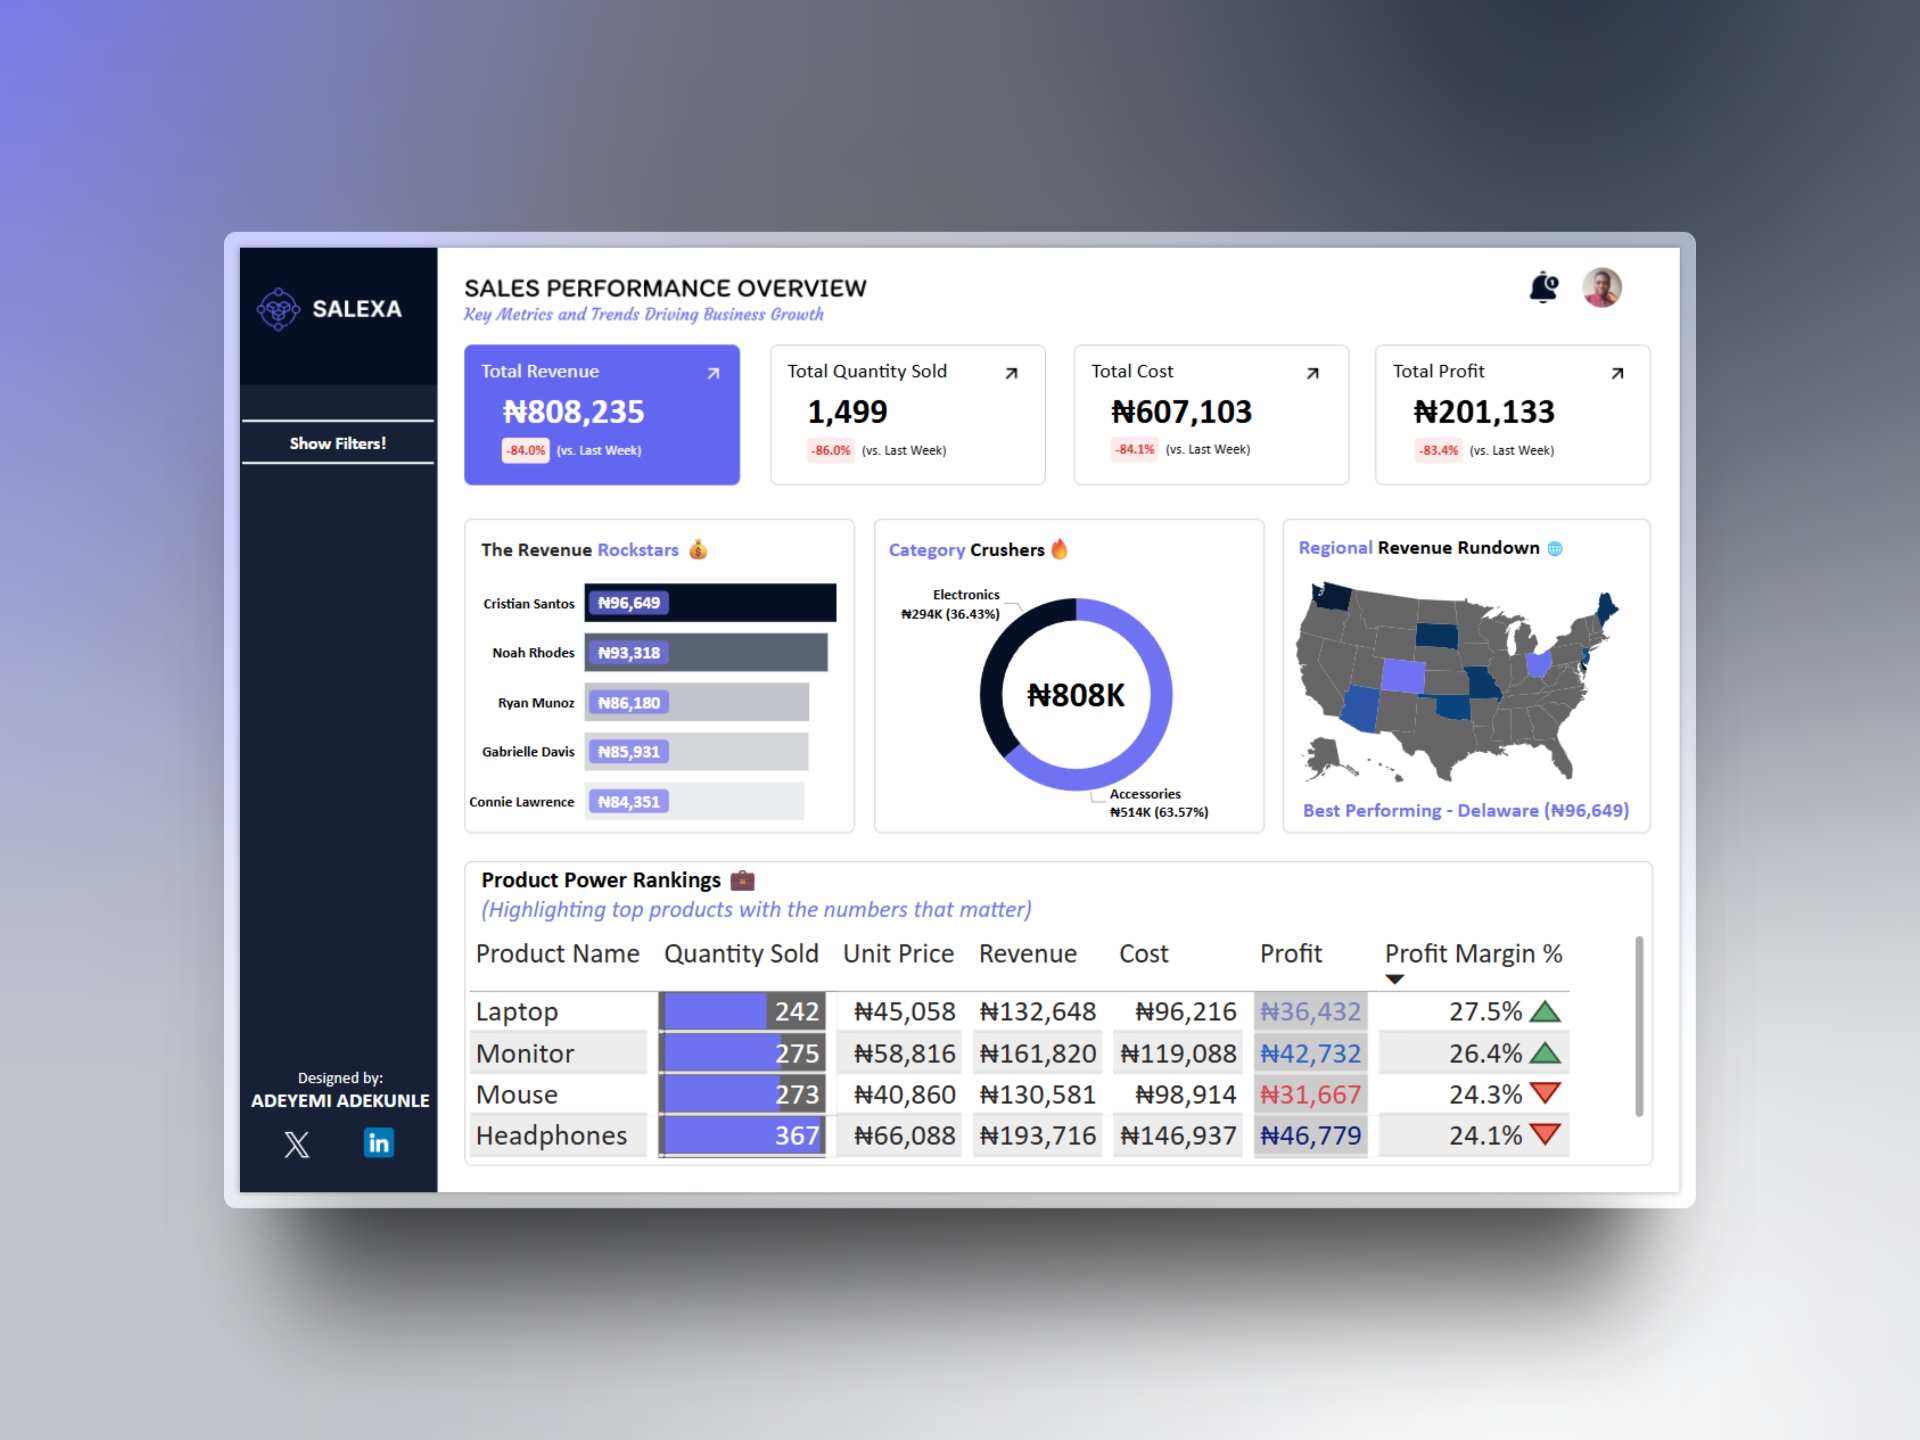 SALEXA
Show Filters!
SALES PERFORMANCE OVERVIEW
Key Metrics and Trends Driving Business Growth
Total Revenue
₦808,235
-84.0% (vs. Last Week)
Total Quantity Sold
1,499
-86.0% (vs. Last Week)
Total Cost
₦607,103
-84.1% (vs. Last Week)
Total Profit
₦201,133
-83.4% (vs. Last Week)
The Revenue Rockstars
Cristian Santos ₦96,649
Noah Rhodes ₦93,318
Ryan Munoz ₦86,180
Gabrielle Davis ₦85,931
Connie Lawrence ₦84,351
Category Crushers
Electronics
₦294K (36.43%)
₦808K
Accessories
₦514K (63.57%)
Regional Revenue Rundown
Best Performing - Delaware (₦96,649)
Product Power Rankings
(Highlighting top products with the numbers that matter)
Product Name Quantity Sold Unit Price Revenue Cost Profit Profit Margin %
Laptop 242 ₦45,058 ₦132,648 ₦96,216 ₦36,432 27.5%
Monitor 275 ₦58,816 ₦161,820 ₦119,088 ₦42,732 26.4%
Mouse 273 ₦40,860 ₦130,581 ₦98,914 ₦31,667 24.3%
Headphones 367 ₦66,088 ₦193,716 ₦146,937 ₦46,779 24.1%
Designed by:
ADEYEMI ADEKUNLE
in